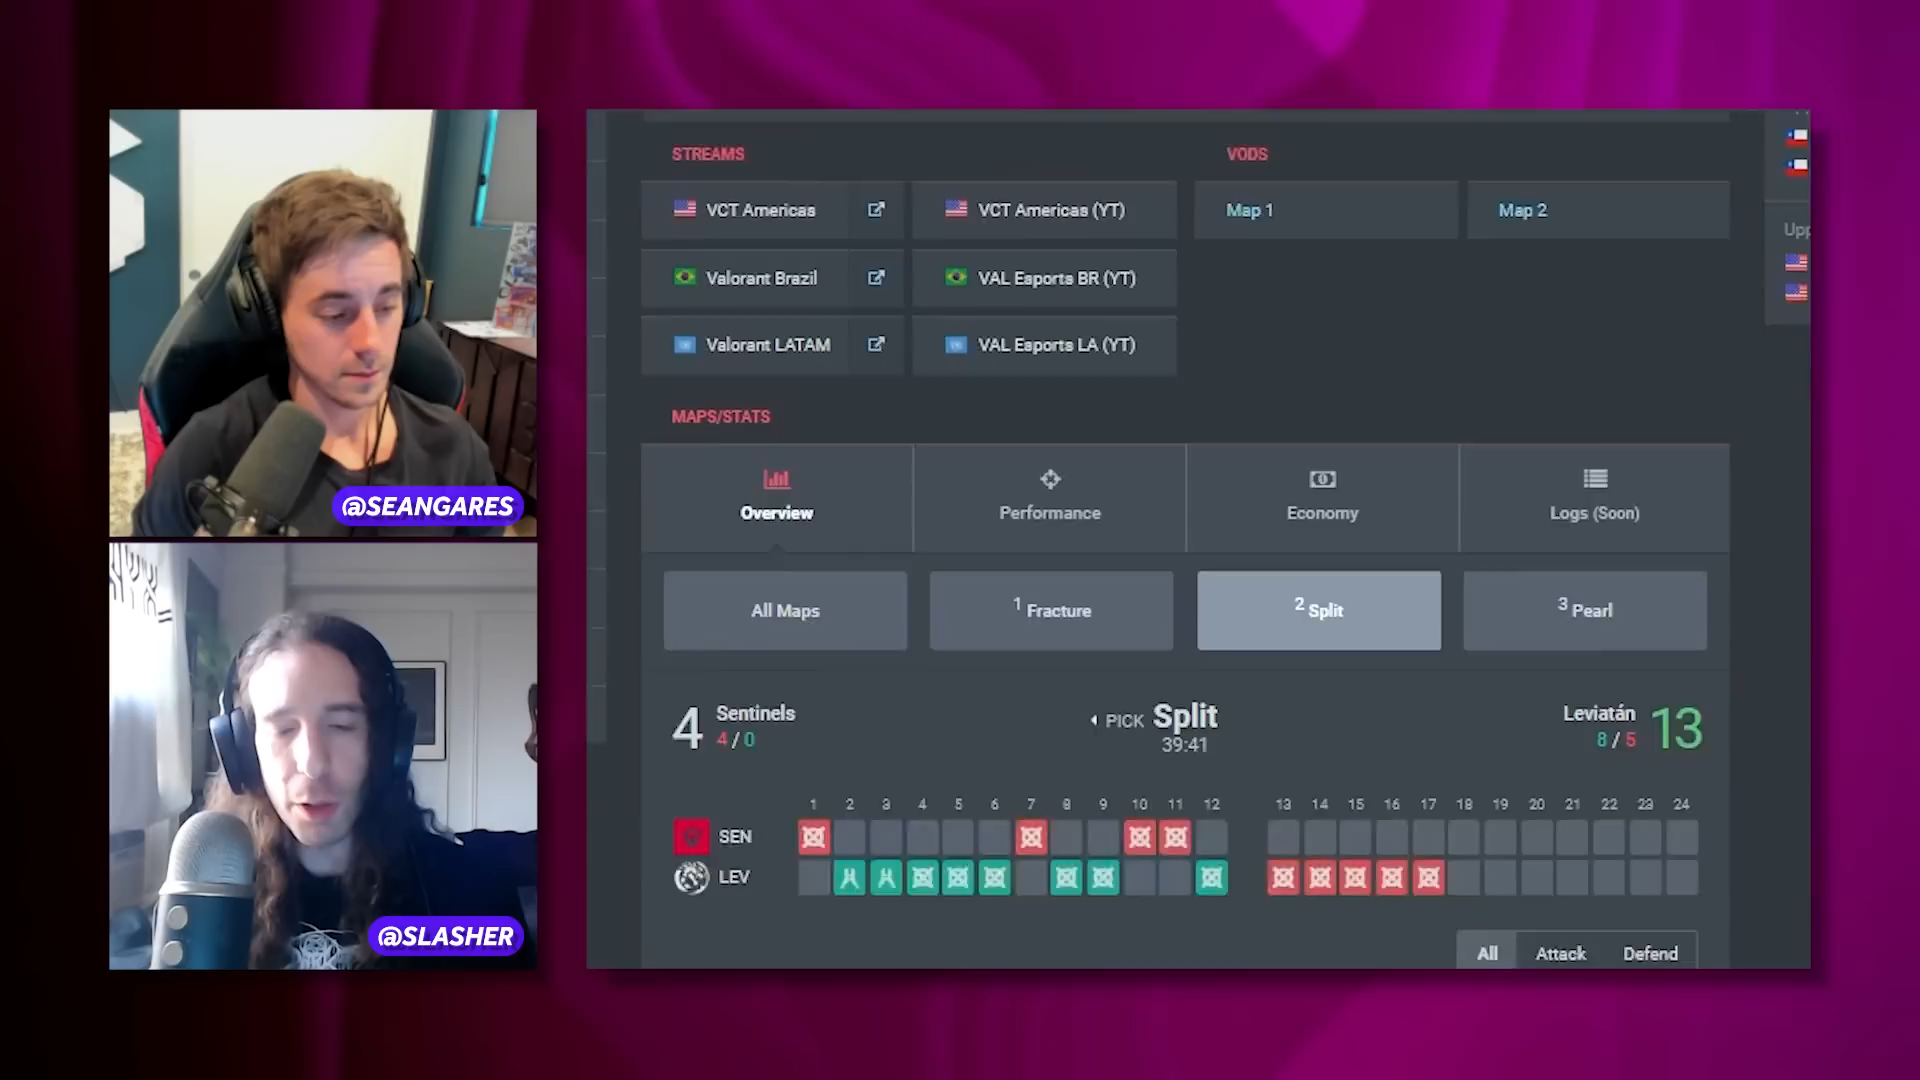 STREAMS
VODS
VCT Americas
VCT Americas (YT)
Map 1
Map 2
Valorant Brazil
VAL Esports BR (YT)
Valorant LATAM
VAL Esports LA (YT)
Upp
MAPS/STATS
Overview
Performance
Economy
Logs (Soon)
All Maps
1 Fracture
2 Split
3 Pearl
4 Sentinels
4 / 0
PICK Split
39:41
Leviatán 13
8 / 5
1 2 3 4 5 6 7 8 9 10 11 12 13 14 15 16 17 18 19 20 21 22 23 24
SEN
LEV
All Attack Defend
@SEANGARES
@SLASHER